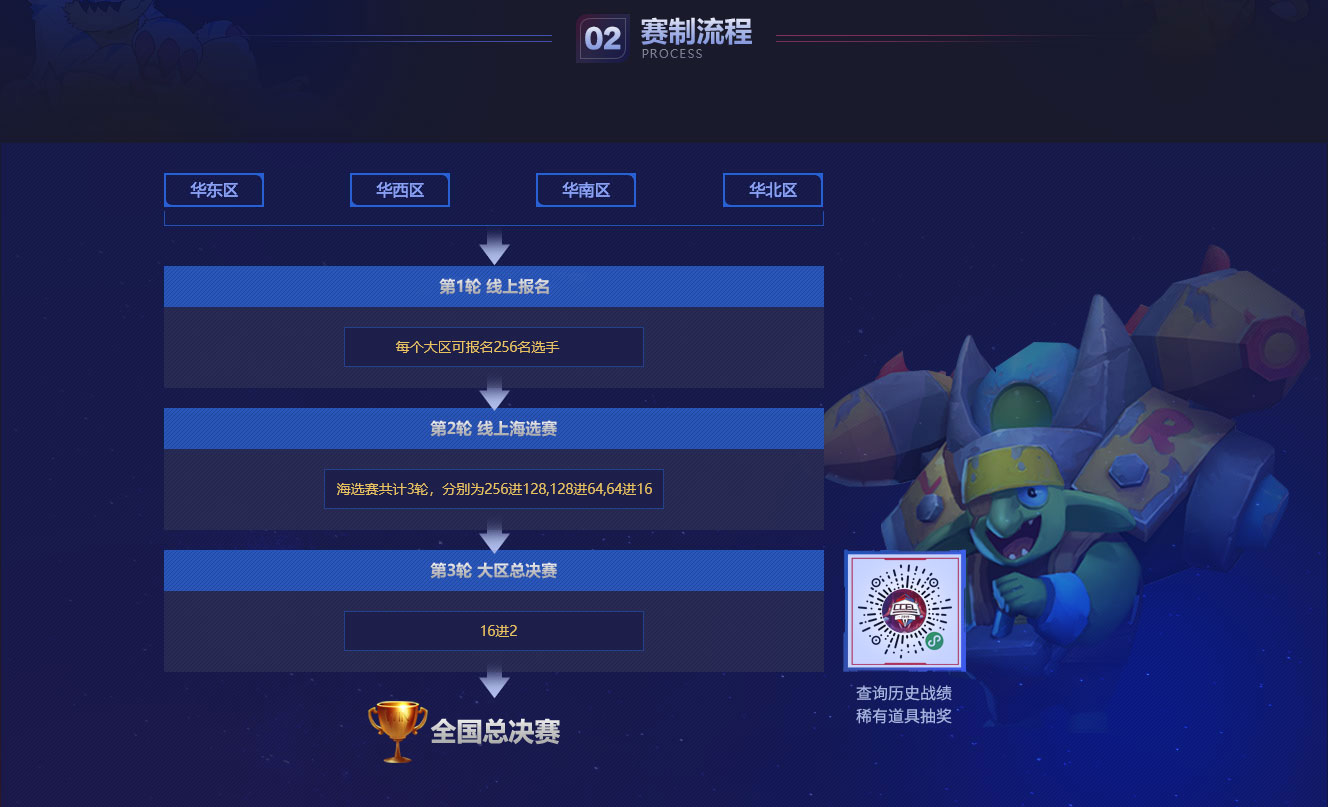 02
赛制流程
PROCESS
华东区
华西区
华南区
华北区
第1轮 线上报名
每个大区可报名256名选手
第2轮 线上海选赛
海选赛共计3轮，分别为256进128,128进64,64进16
第3轮 大区总决赛
16进2
全国总决赛
查询历史战绩
稀有道具抽奖